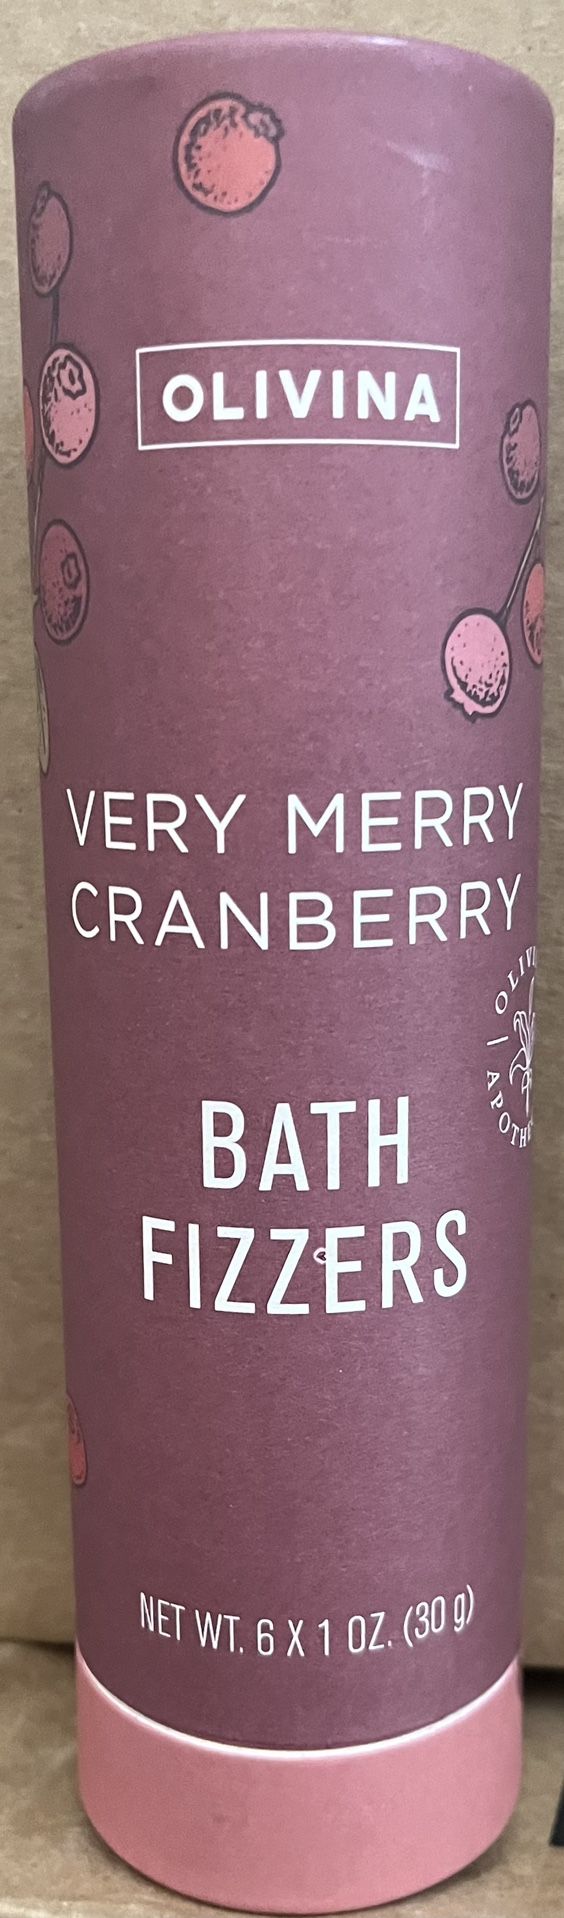 OLIVINA
VERY MERRY
CRANBERRY
BATH
FIZZERS
NET WT. 6 X 1 OZ. (30 g)